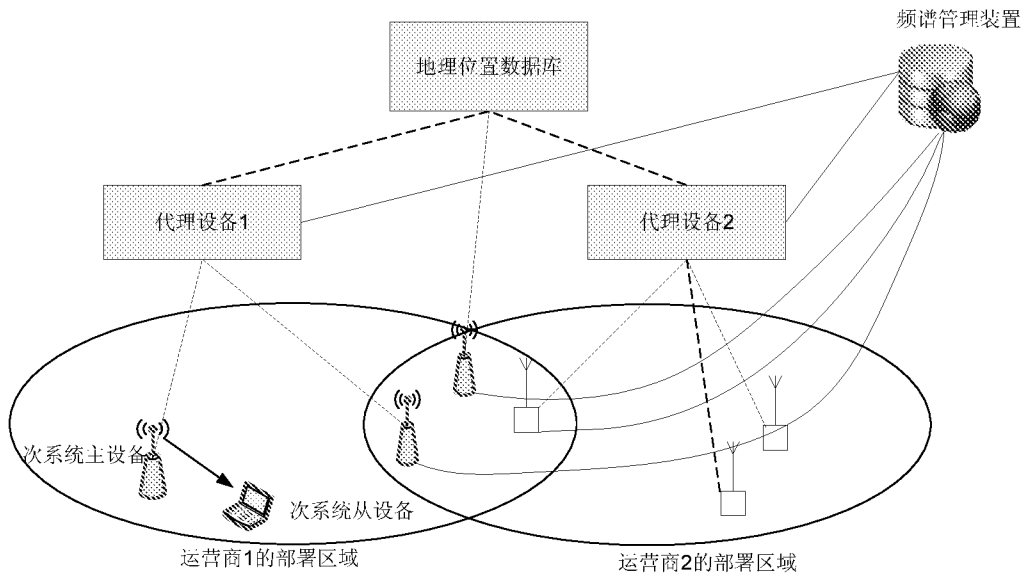 频谱管理装置
地理位置数据库
代理设备1
代理设备2
次系统主设备
次系统从设备
运营商1的部署区域
运营商2的部署区域